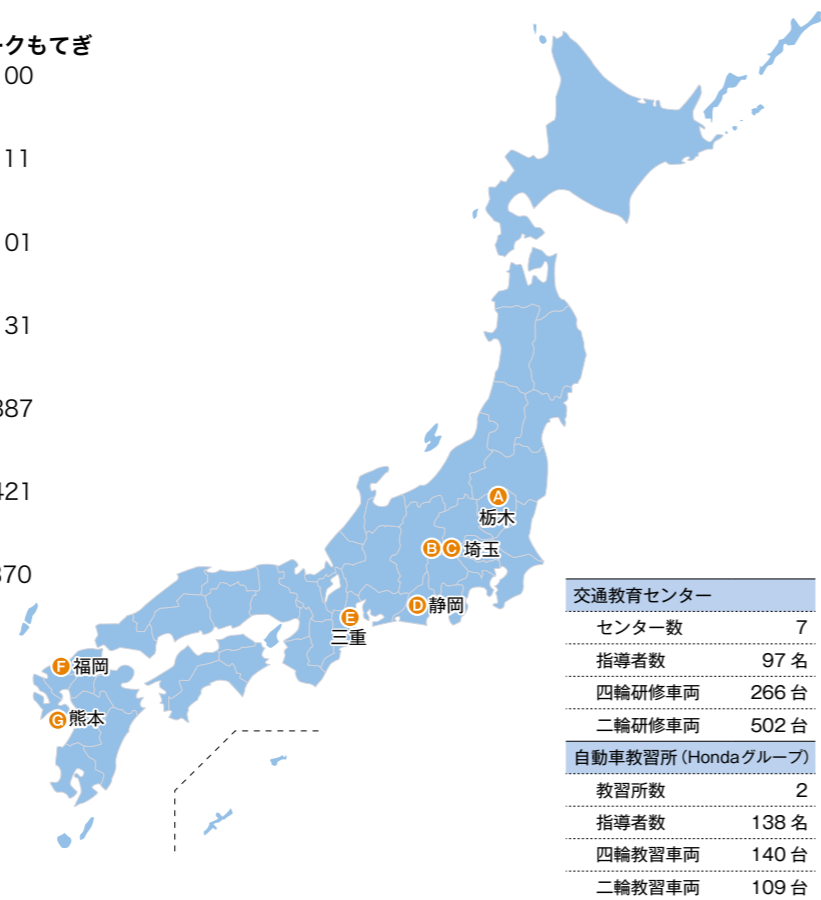 ークもてぎ
00
11
01
31
887
421
370
A
栃木
B C 埼玉
D 静岡
E
三重
F 福岡
G 熊本
交通教育センター
センター数 7
指導者数 97 名
四輪研修車両 266 台
二輪研修車両 502 台
自動車教習所（Hondaグループ）
教習所数 2
指導者数 138 名
四輪教習車両 140 台
二輪教習車両 109 台